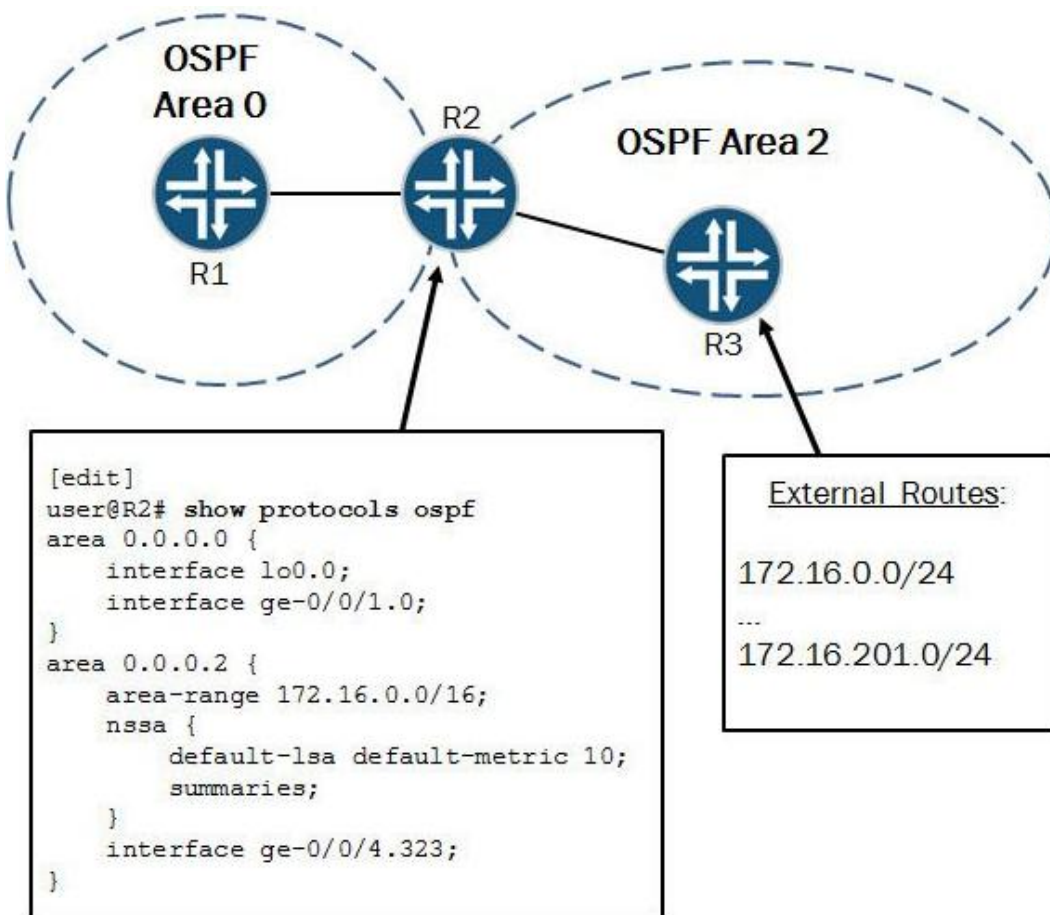 OSPF
Area 0
R2
OSPF Area 2
R1
R3
[edit]
user@R2# show protocols ospf
area 0.0.0.0 {
    interface lo0.0;
    interface ge-0/0/1.0;
}
area 0.0.0.2 {
    area-range 172.16.0.0/16;
    nssa {
        default-lsa default-metric 10;
        summaries;
    }
    interface ge-0/0/4.323;
}
External Routes:
172.16.0.0/24
...
172.16.201.0/24